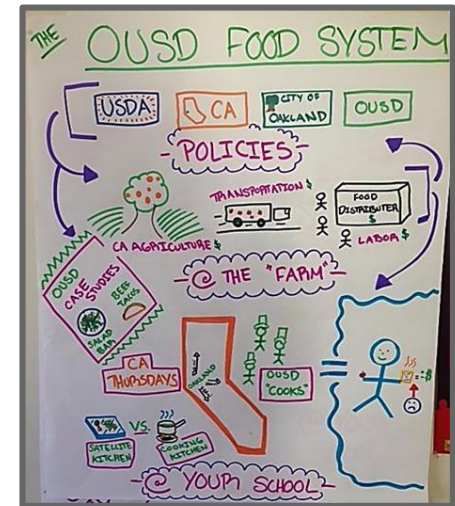 THE OUSD FOOD SYSTEM
USDA
CA
CITY OF
OAKLAND
OUSD
- POLICIES -
TRANSPORTATION $
CA AGRICULTURE $
FOOD
DISTRIBUTER
$
LABOR $
- @ THE "FARM" -
OUSD
CASE
STUDIES
SALAD
BAR
BEEF
TACOS
CA
THURSDAYS
OAKLAND
OUSD
"COOKS"
=
SATELLITE
KITCHEN
VS.
COOKING
KITCHEN
- @ YOUR SCHOOL -